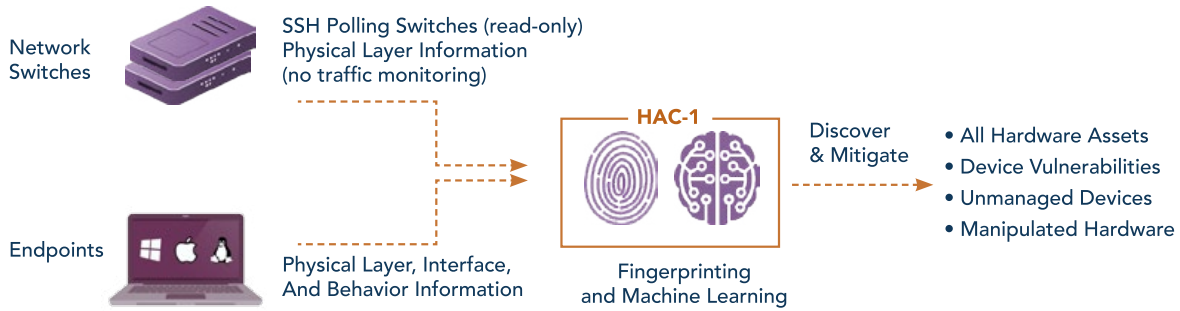 Network
Switches
SSH Polling Switches (read-only)
Physical Layer Information
(no traffic monitoring)
Endpoints
Physical Layer, Interface,
And Behavior Information
HAC-1
Fingerprinting
and Machine Learning
Discover
& Mitigate
• All Hardware Assets
• Device Vulnerabilities
• Unmanaged Devices
• Manipulated Hardware